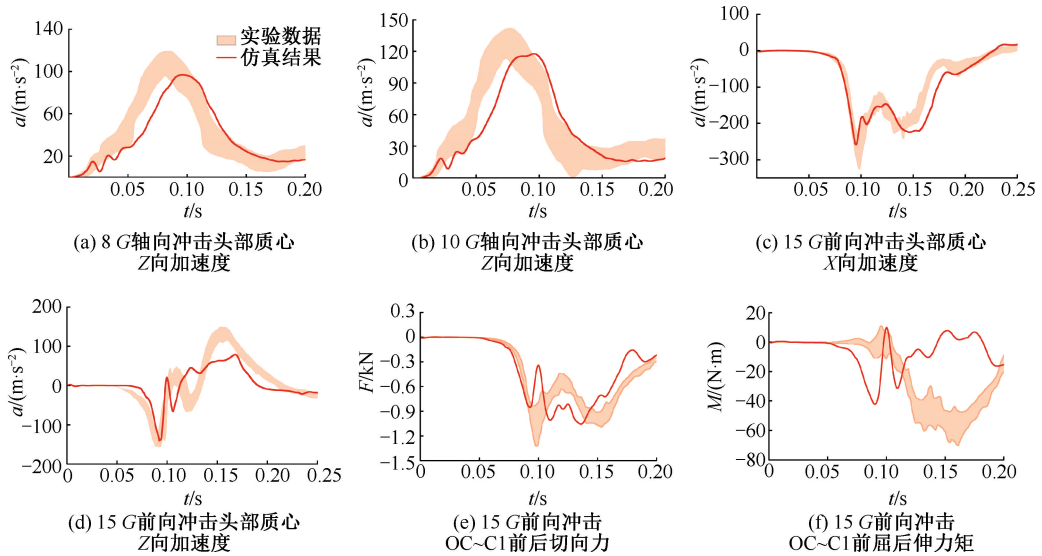 140
120
100
80
60
40
20
0.05
0.10
0.15
0.20
a/(m·s⁻²)
t/s
实验数据
仿真结果
(a) 8 G轴向冲击头部质心
Z向加速度
150
120
90
60
30
0
0.05
0.10
0.15
0.20
a/(m·s⁻²)
t/s
(b) 10 G轴向冲击头部质心
Z向加速度
100
0
−100
−200
−300
0
0.05
0.10
0.15
0.20
0.25
a/(m·s⁻²)
t/s
(c) 15 G前向冲击头部质心
X向加速度
200
100
0
−100
−200
0
0.05
0.10
0.15
0.20
0.25
a/(m·s⁻²)
t/s
(d) 15 G前向冲击头部质心
Z向加速度
0.3
0
−0.3
−0.6
−0.9
−1.2
−1.5
0
0.05
0.10
0.15
0.20
F/kN
t/s
(e) 15 G前向冲击
OC~C1前后切向力
20
0
−20
−40
−60
−80
0
0.05
0.10
0.15
0.20
M/(N·m)
t/s
(f) 15 G前向冲击
OC~C1前屈后伸力矩